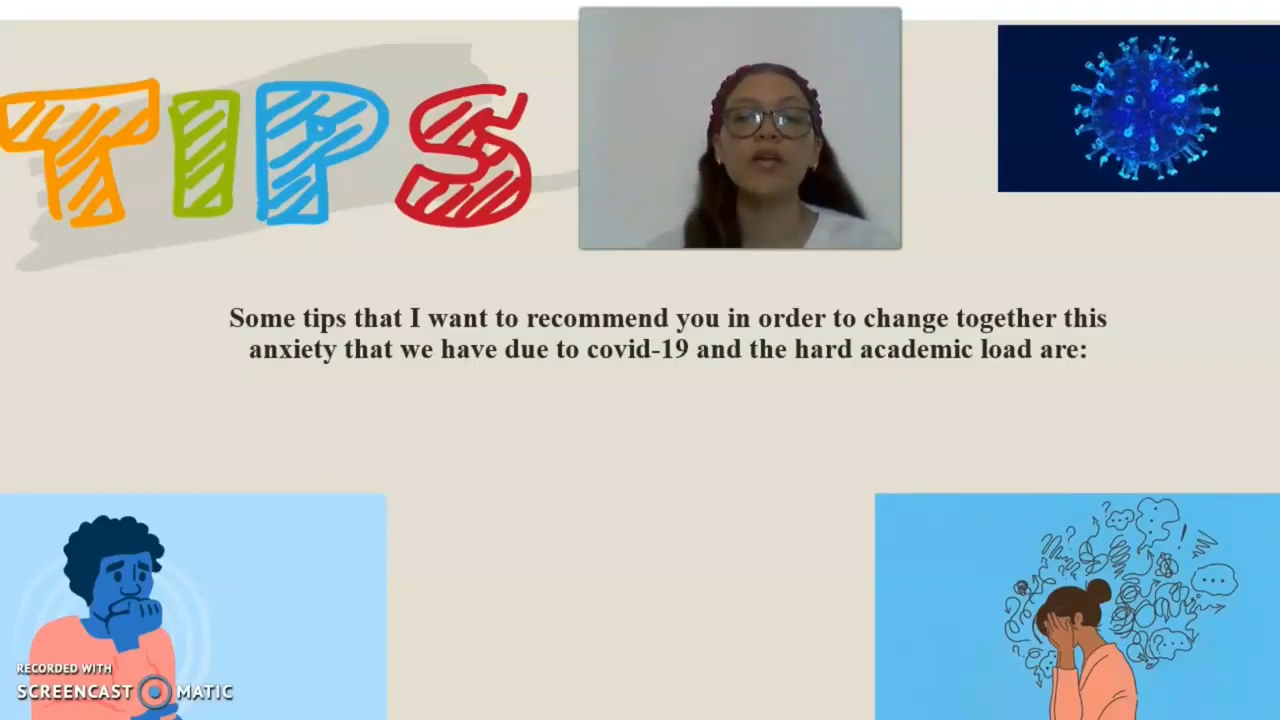 TIPS
Some tips that I want to recommend you in order to change together this
anxiety that we have due to covid-19 and the hard academic load are:
RECORDED WITH
SCREENCAST MATIC